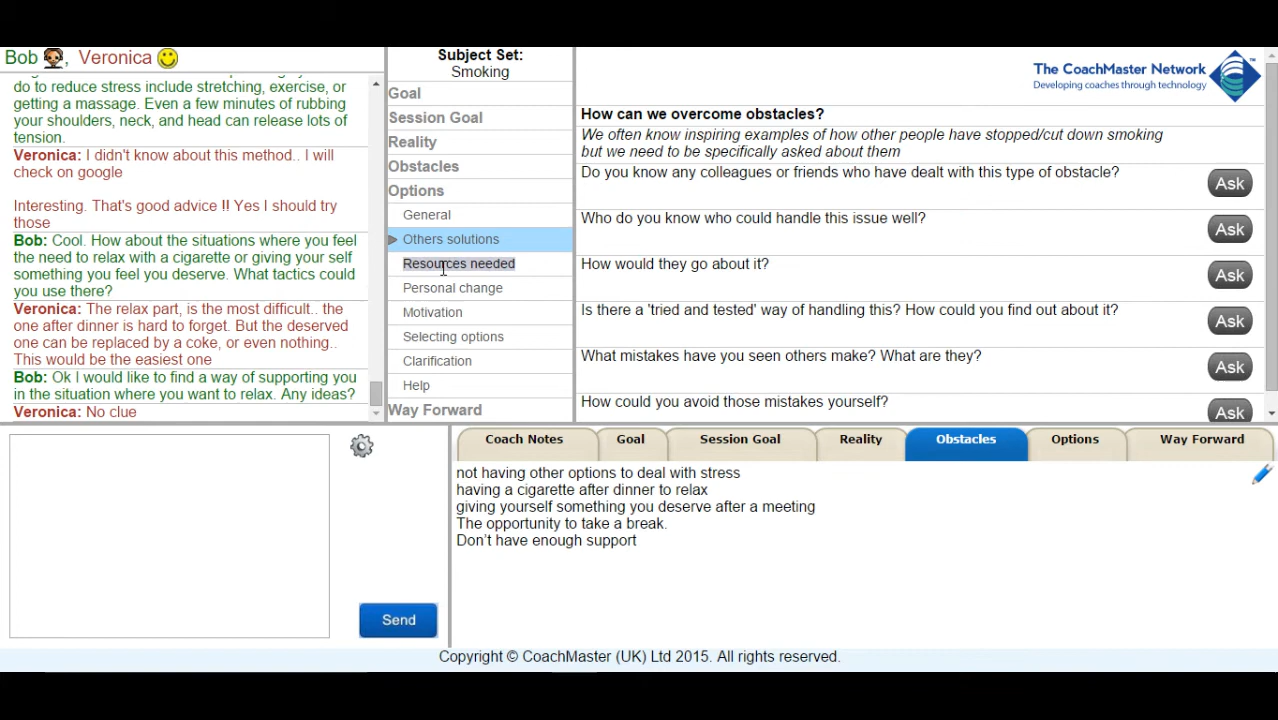 Bob , Veronica
do to reduce stress include stretching, exercise, or
getting a massage. Even a few minutes of rubbing
your shoulders, neck, and head can release lots of
tension.
Veronica: I didn't know about this method.. I will
check on google
Interesting. That's good advice !! Yes I should try
those
Bob: Cool. How about the situations where you feel
the need to relax with a cigarette or giving your self
something you feel you deserve. What tactics could
you use there?
Veronica: The relax part, is the most difficult.. the
one after dinner is hard to forget. But the deserved
one can be replaced by a coke, or even nothing..
This would be the easiest one
Bob: Ok I would like to find a way of supporting you
in the situation where you want to relax. Any ideas?
Veronica: No clue
Subject Set:
Smoking
Goal
Session Goal
Reality
Obstacles
Options
General
Others solutions
Resources needed
Personal change
Motivation
Selecting options
Clarification
Help
Way Forward
The CoachMaster Network
Developing coaches through technology
TM
How can we overcome obstacles?
We often know inspiring examples of how other people have stopped/cut down smoking
but we need to be specifically asked about them
Do you know any colleagues or friends who have dealt with this type of obstacle?
Ask
Who do you know who could handle this issue well?
Ask
How would they go about it?
Ask
Is there a 'tried and tested' way of handling this? How could you find out about it?
Ask
What mistakes have you seen others make? What are they?
Ask
How could you avoid those mistakes yourself?
Ask
Send
Coach Notes
Goal
Session Goal
Reality
Obstacles
Options
Way Forward
not having other options to deal with stress
having a cigarette after dinner to relax
giving yourself something you deserve after a meeting
The opportunity to take a break.
Don't have enough support
Copyright © CoachMaster (UK) Ltd 2015. All rights reserved.